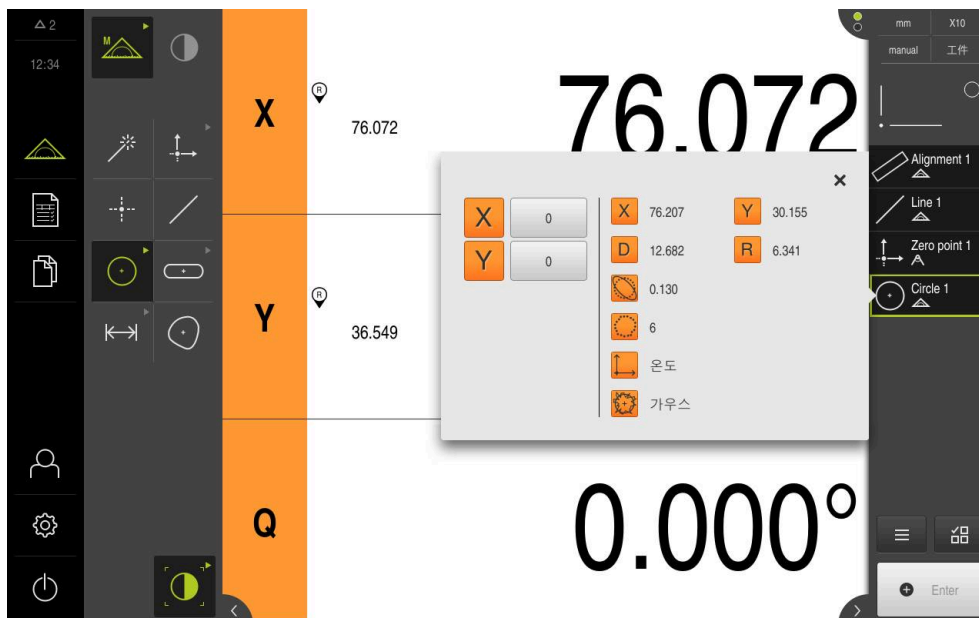 2
12:34
M
X
R
76.072
76.072
Y
R
36.549
Q
0.000°
X 0
Y 0
X 76.207 Y 30.155
D 12.682 R 6.341
0.130
6
온도
가우스
mm X10
manual 工件
Alignment 1
Line 1
Zero point 1
Circle 1
Enter